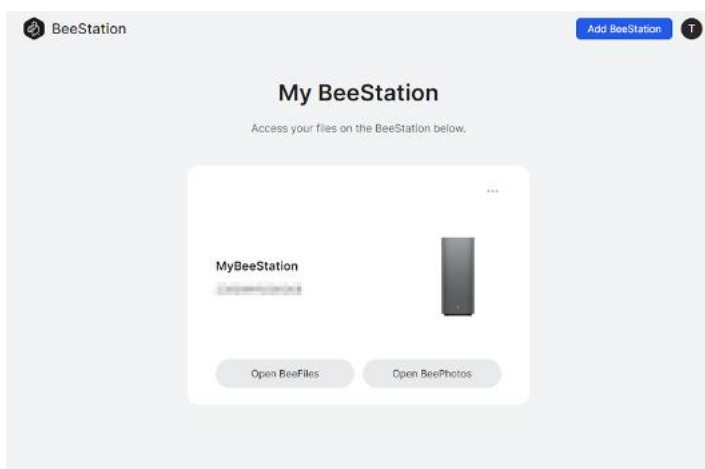 BeeStation
Add BeeStation
T
My BeeStation
Access your files on the BeeStation below.
...
MyBeeStation
Open BeeFiles
Open BeePhotos